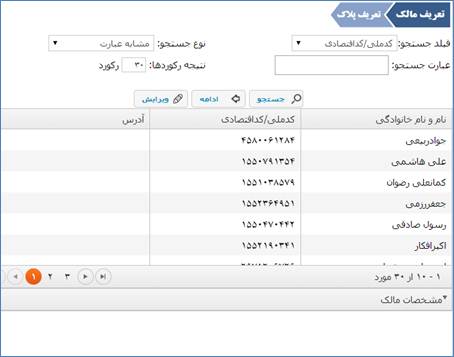 تعریف مالک تعریف پلاک
فیلد جستجو: کدملی/کداقتصادی نوع جستجو: مشابه عبارت
عبارت جستجو: نتیجه رکوردها: ۳۰ رکورد
جستجو ادامه ویرایش
نام و نام خانوادگی کدملی/کداقتصادی آدرس
جوادربیعی ۴۵۸۰۰۶۱۲۸۴
علی هاشمی ۱۵۵۰۷۹۱۳۵۴
کمانعلی رضوان ۱۵۵۱۰۳۸۵۷۹
جعفررزمی ۱۵۵۲۳۶۴۹۵۱
رسول صادقی ۱۵۵۰۴۷۰۴۴۲
اکبرافکار ۱۵۵۲۱۹۰۳۴۱
۱ - ۱۰ از ۳۰ مورد ۳ ۲ ۱
مشخصات مالک